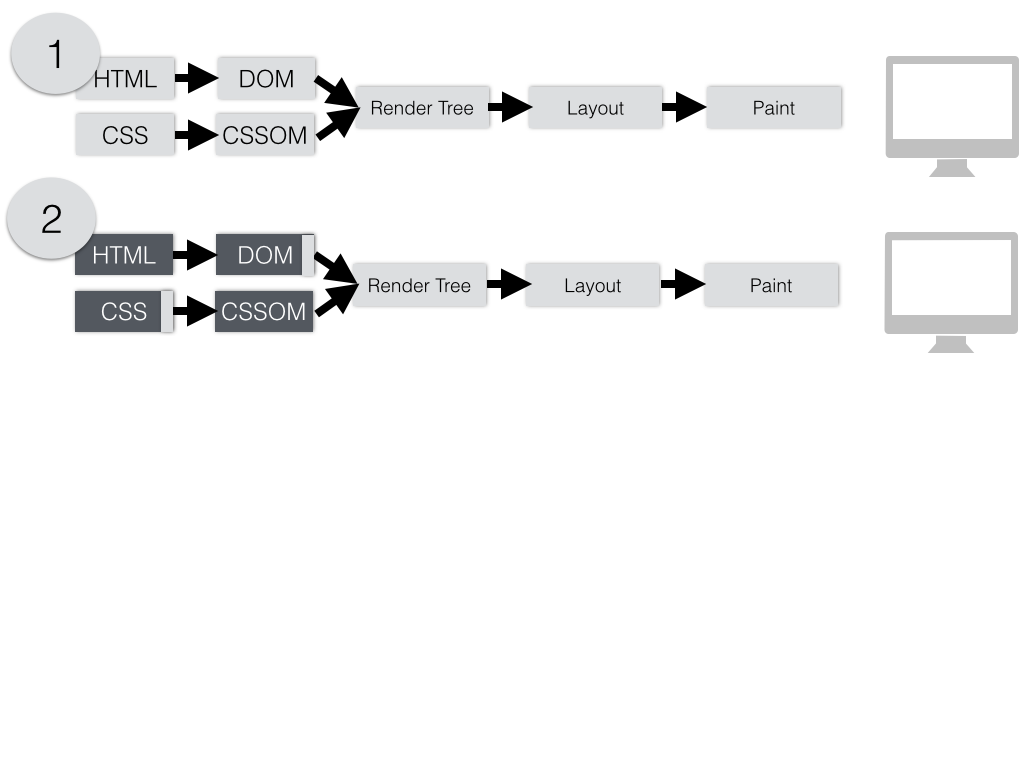 1
HTML
DOM
Render Tree
Layout
Paint
CSS
CSSOM
2
HTML
DOM
Render Tree
Layout
Paint
CSS
CSSOM